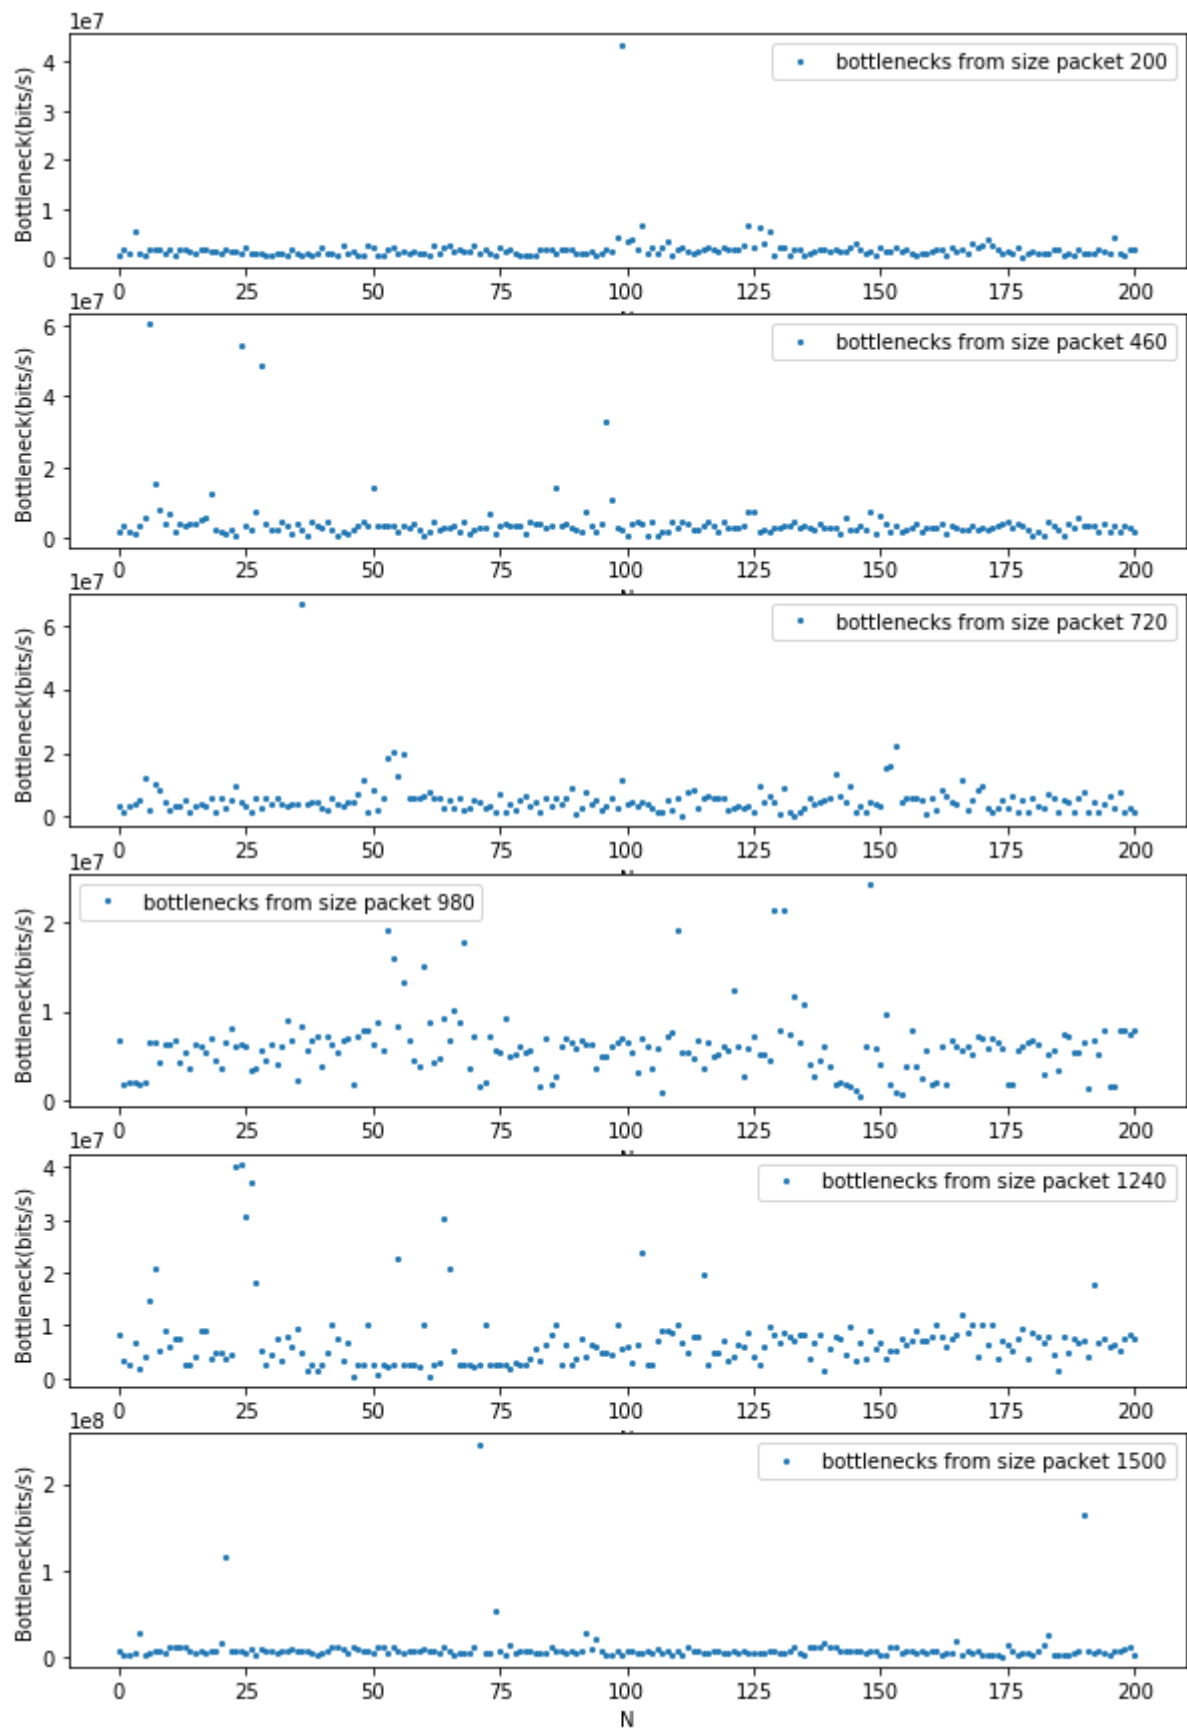 1e7
bottlenecks from size packet 200
Bottleneck(bits/s)
4
3
2
1
0
0 25 50 75 100 125 150 175 200
1e7
bottlenecks from size packet 460
Bottleneck(bits/s)
6
4
2
0
0 25 50 75 100 125 150 175 200
1e7
bottlenecks from size packet 720
Bottleneck(bits/s)
6
4
2
0
0 25 50 75 100 125 150 175 200
1e7
bottlenecks from size packet 980
Bottleneck(bits/s)
2
1
0
0 25 50 75 100 125 150 175 200
1e7
bottlenecks from size packet 1240
Bottleneck(bits/s)
4
3
2
1
0
0 25 50 75 100 125 150 175 200
1e8
bottlenecks from size packet 1500
Bottleneck(bits/s)
2
1
0
0 25 50 75 100 125 150 175 200
N